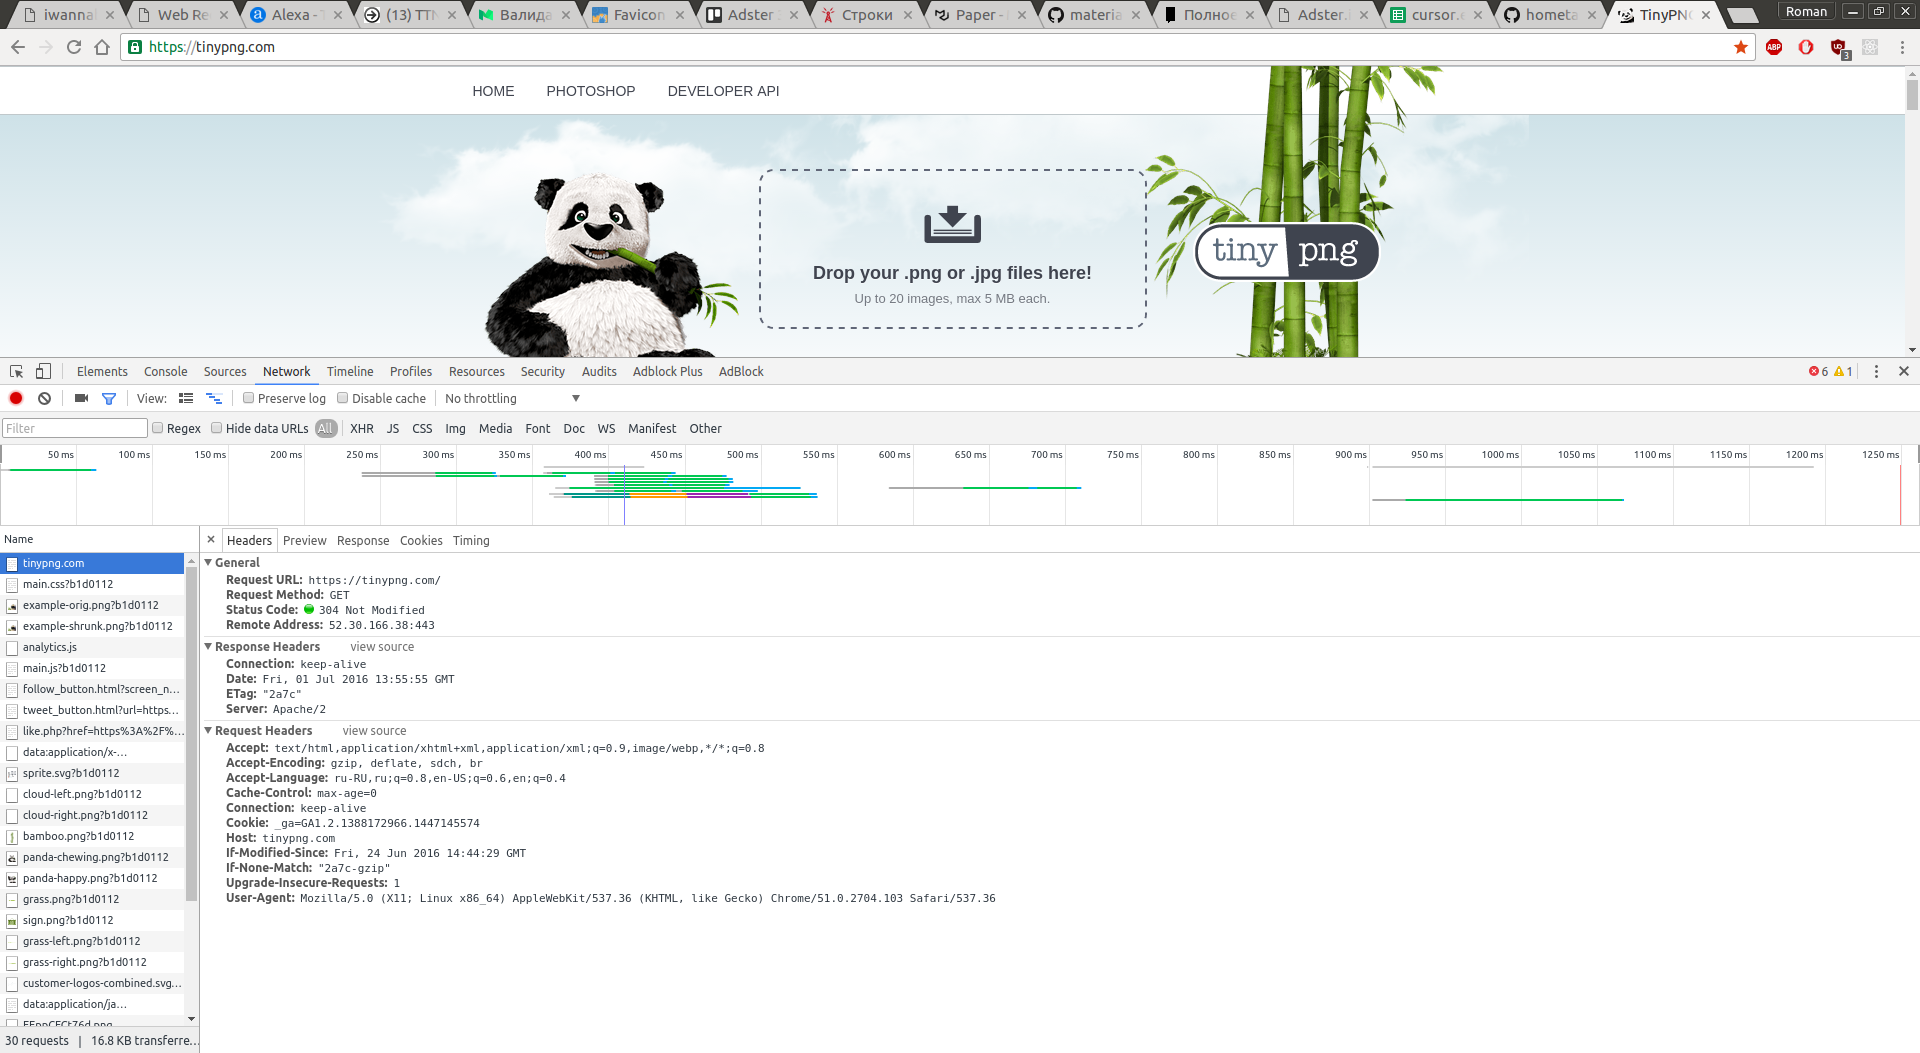 iwannal
Web Re
Alexa - T
(13) TTN
Валида
Favicon
Adster
Строки
Paper -
materia
Полное
Adster.
cursor.e
hometa
TinyPNG
Roman
https://tinypng.com
ABP
3
HOME PHOTOSHOP DEVELOPER API
Drop your .png or .jpg files here!
Up to 20 images, max 5 MB each.
tiny png
Elements Console Sources Network Timeline Profiles Resources Security Audits Adblock Plus AdBlock
6 1
View: Preserve log Disable cache No throttling
Filter Regex Hide data URLs All XHR JS CSS Img Media Font Doc WS Manifest Other
50 ms 100 ms 150 ms 200 ms 250 ms 300 ms 350 ms 400 ms 450 ms 500 ms 550 ms 600 ms 650 ms 700 ms 750 ms 800 ms 850 ms 900 ms 950 ms 1000 ms 1050 ms 1100 ms 1150 ms 1200 ms 1250 ms
Name
tinypng.com
main.css?b1d0112
example-orig.png?b1d0112
example-shrunk.png?b1d0112
analytics.js
main.js?b1d0112
follow_button.html?screen_n...
tweet_button.html?url=https...
like.php?href=https%3A%2F%...
data:application/x-...
sprite.svg?b1d0112
cloud-left.png?b1d0112
cloud-right.png?b1d0112
bamboo.png?b1d0112
panda-chewing.png?b1d0112
panda-happy.png?b1d0112
grass.png?b1d0112
sign.png?b1d0112
grass-left.png?b1d0112
grass-right.png?b1d0112
customer-logos-combined.svg...
data:application/ja...
30 requests | 16.8 KB transferre...
Headers Preview Response Cookies Timing
General
Request URL: https://tinypng.com/
Request Method: GET
Status Code: 304 Not Modified
Remote Address: 52.30.166.38:443
Response Headers view source
Connection: keep-alive
Date: Fri, 01 Jul 2016 13:55:55 GMT
ETag: "2a7c"
Server: Apache/2
Request Headers view source
Accept: text/html,application/xhtml+xml,application/xml;q=0.9,image/webp,*/*;q=0.8
Accept-Encoding: gzip, deflate, sdch, br
Accept-Language: ru-RU,ru;q=0.8,en-US;q=0.6,en;q=0.4
Cache-Control: max-age=0
Connection: keep-alive
Cookie: _ga=GA1.2.1388172966.1447145574
Host: tinypng.com
If-Modified-Since: Fri, 24 Jun 2016 14:44:29 GMT
If-None-Match: "2a7c-gzip"
Upgrade-Insecure-Requests: 1
User-Agent: Mozilla/5.0 (X11; Linux x86_64) AppleWebKit/537.36 (KHTML, like Gecko) Chrome/51.0.2704.103 Safari/537.36